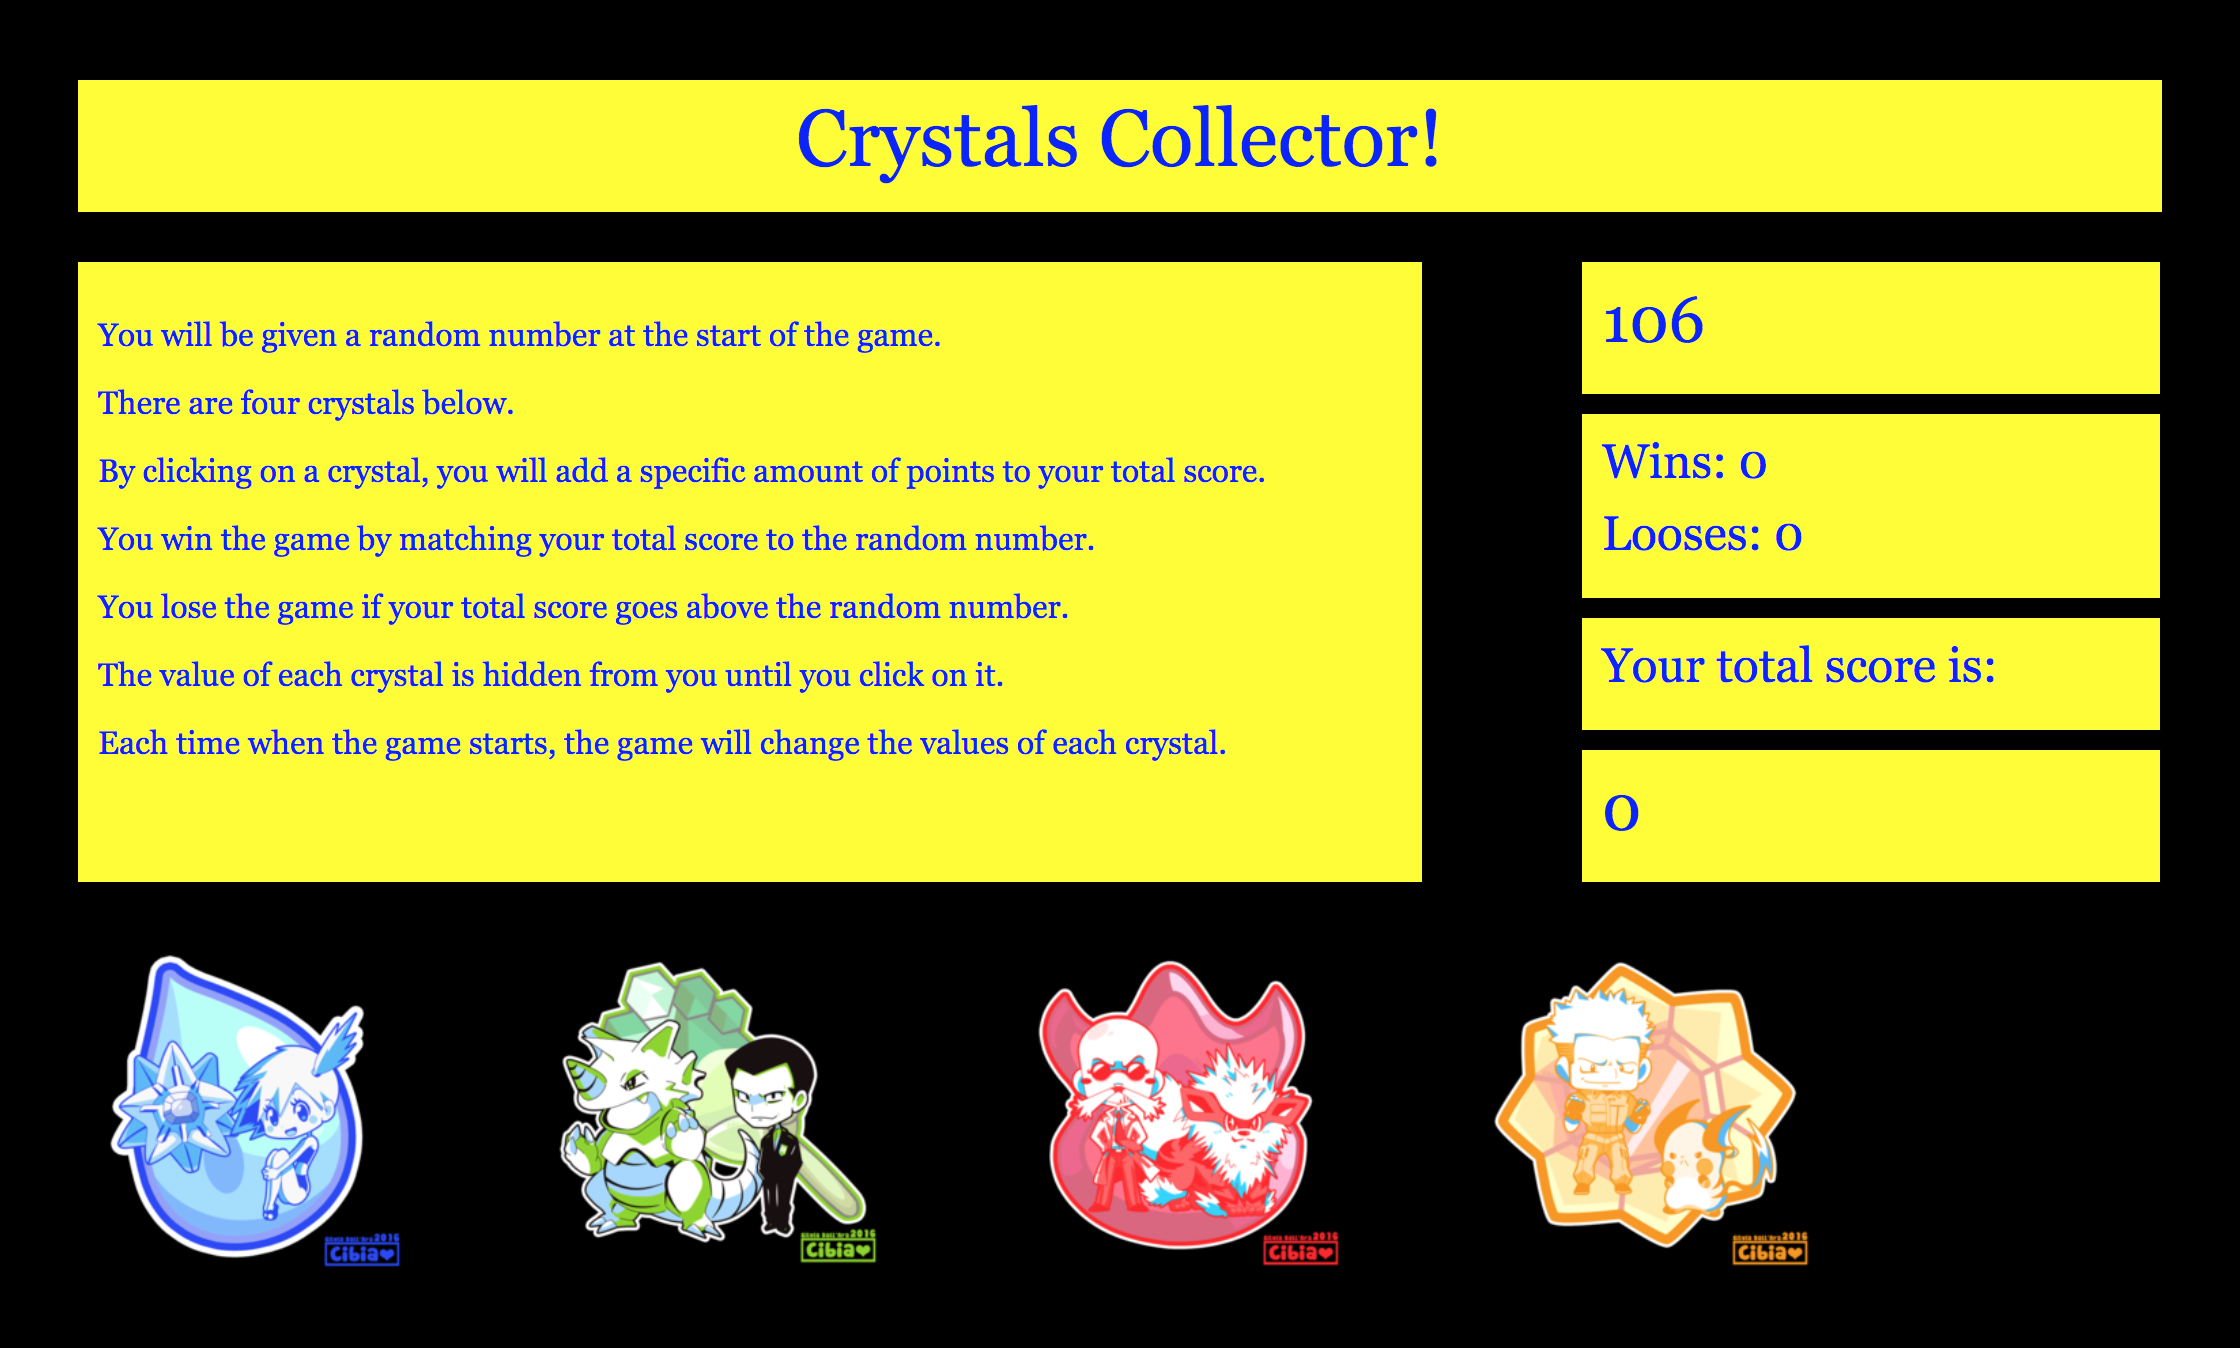 Crystals Collector!
You will be given a random number at the start of the game.
There are four crystals below.
By clicking on a crystal, you will add a specific amount of points to your total score.
You win the game by matching your total score to the random number.
You lose the game if your total score goes above the random number.
The value of each crystal is hidden from you until you click on it.
Each time when the game starts, the game will change the values of each crystal.
106
Wins: 0
Looses: 0
Your total score is:
0
2016
Cibia
2016
Cibia
2016
Cibia
2016
Cibia